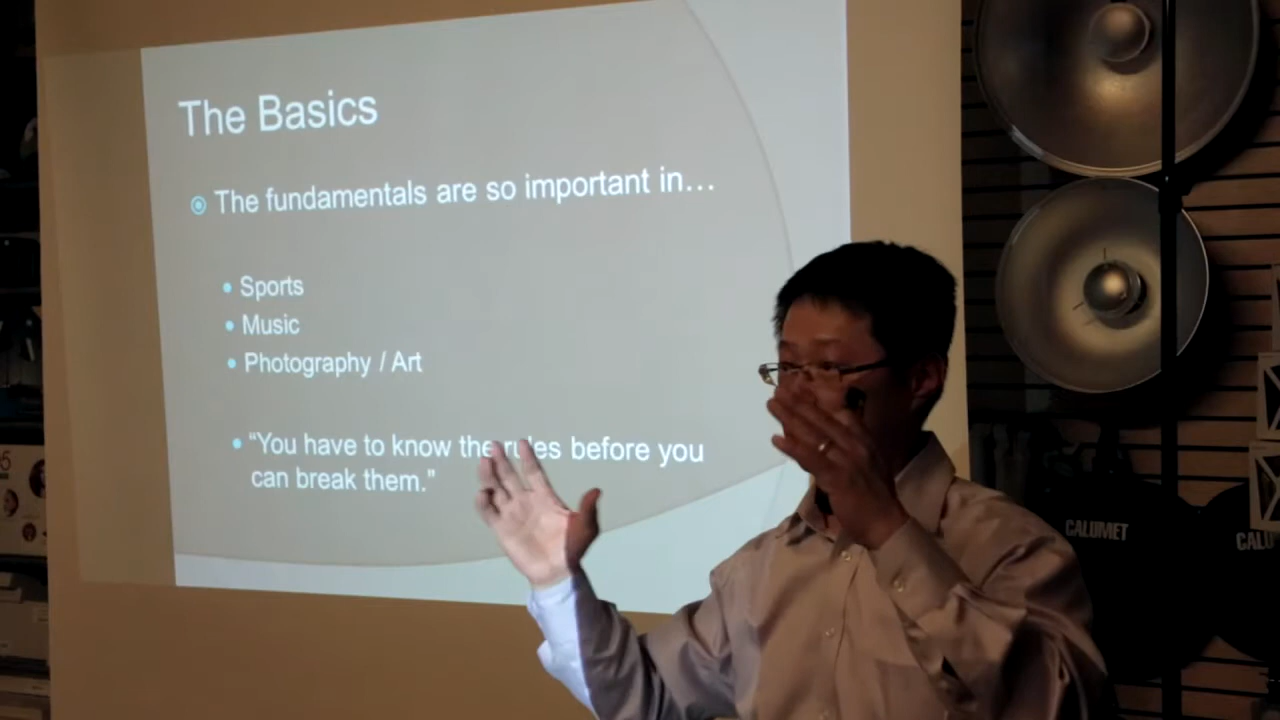 The Basics
The fundamentals are so important in…
Sports
Music
Photography / Art
“You have to know the rules before you
can break them.”
CALUMET
CALU